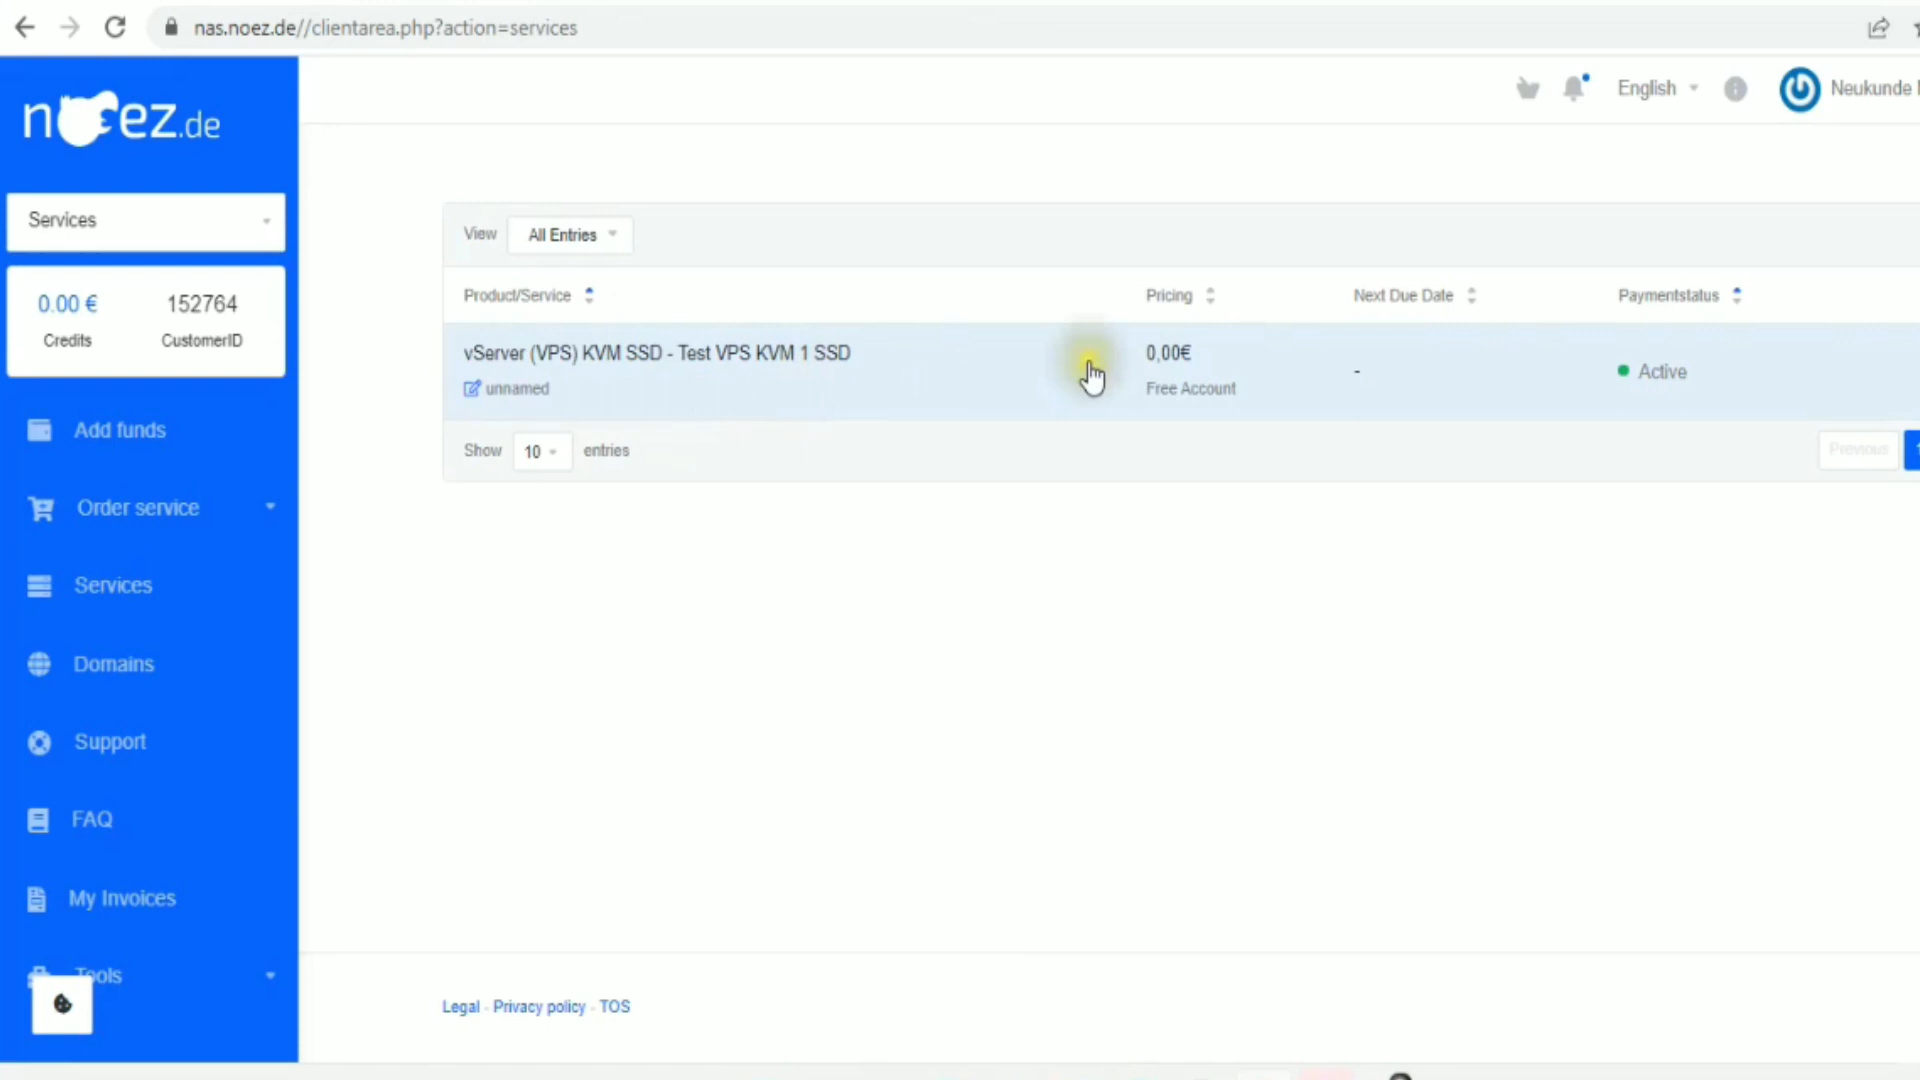 nas.noez.de//clientarea.php?action=services
noez.de
English
Neukunde
Services
0.00 €
152764
Credits
CustomerID
Add funds
Order service
Services
Domains
Support
FAQ
My Invoices
Tools
View
All Entries
Product/Service
Pricing
Next Due Date
Paymentstatus
vServer (VPS) KVM SSD - Test VPS KVM 1 SSD
0,00€
-
Active
unnamed
Free Account
Show 10 entries
Previous
Legal - Privacy policy - TOS